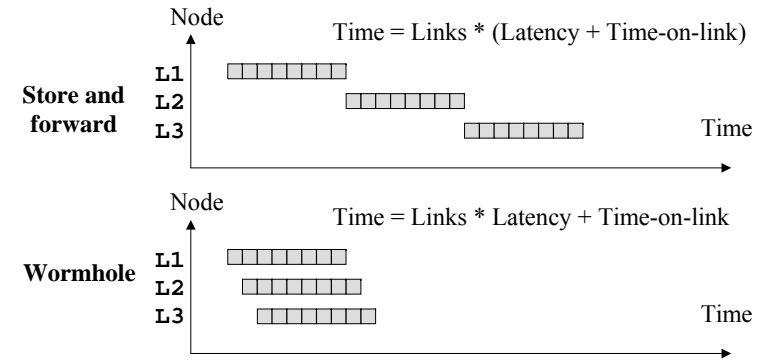 Node
Time = Links * (Latency + Time-on-link)
L1
Store and
forward
L2
L3
Time
Node
Time = Links * Latency + Time-on-link
L1
Wormhole
L2
L3
Time